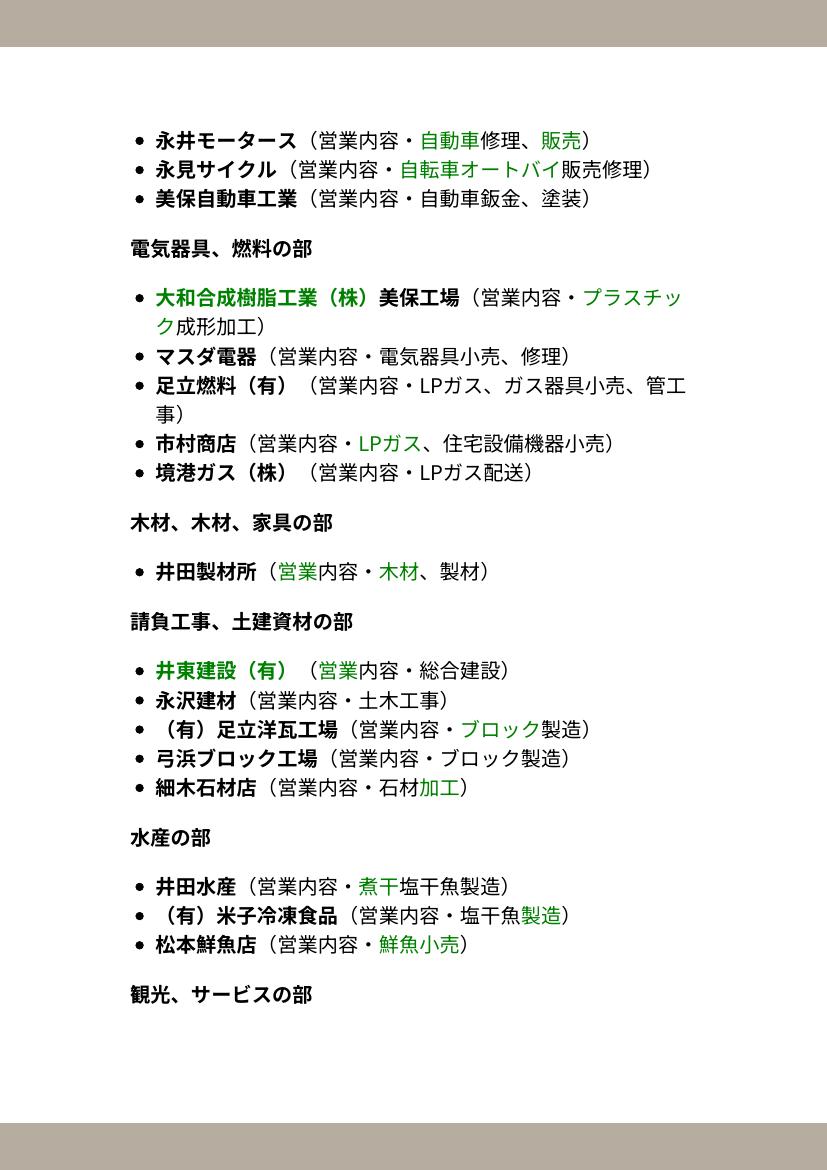 永井モータース（営業内容・自動車修理、販売）
永見サイクル（営業内容・自転車オートバイ販売修理）
美保自動車工業（営業内容・自動車鈑金、塗装）
電気器具、燃料の部
大和合成樹脂工業（株）美保工場（営業内容・プラスチッ
ク成形加工）
マスダ電器（営業内容・電気器具小売、修理）
足立燃料（有）（営業内容・LPガス、ガス器具小売、管工
事）
市村商店（営業内容・LPガス、住宅設備機器小売）
境港ガス（株）（営業内容・LPガス配送）
木材、木材、家具の部
井田製材所（営業内容・木材、製材）
請負工事、土建資材の部
井東建設（有）（営業内容・総合建設）
永沢建材（営業内容・土木工事）
（有）足立洋瓦工場（営業内容・ブロック製造）
弓浜ブロック工場（営業内容・ブロック製造）
細木石材店（営業内容・石材加工）
水産の部
井田水産（営業内容・煮干塩干魚製造）
（有）米子冷凍食品（営業内容・塩干魚製造）
松本鮮魚店（営業内容・鮮魚小売）
観光、サービスの部